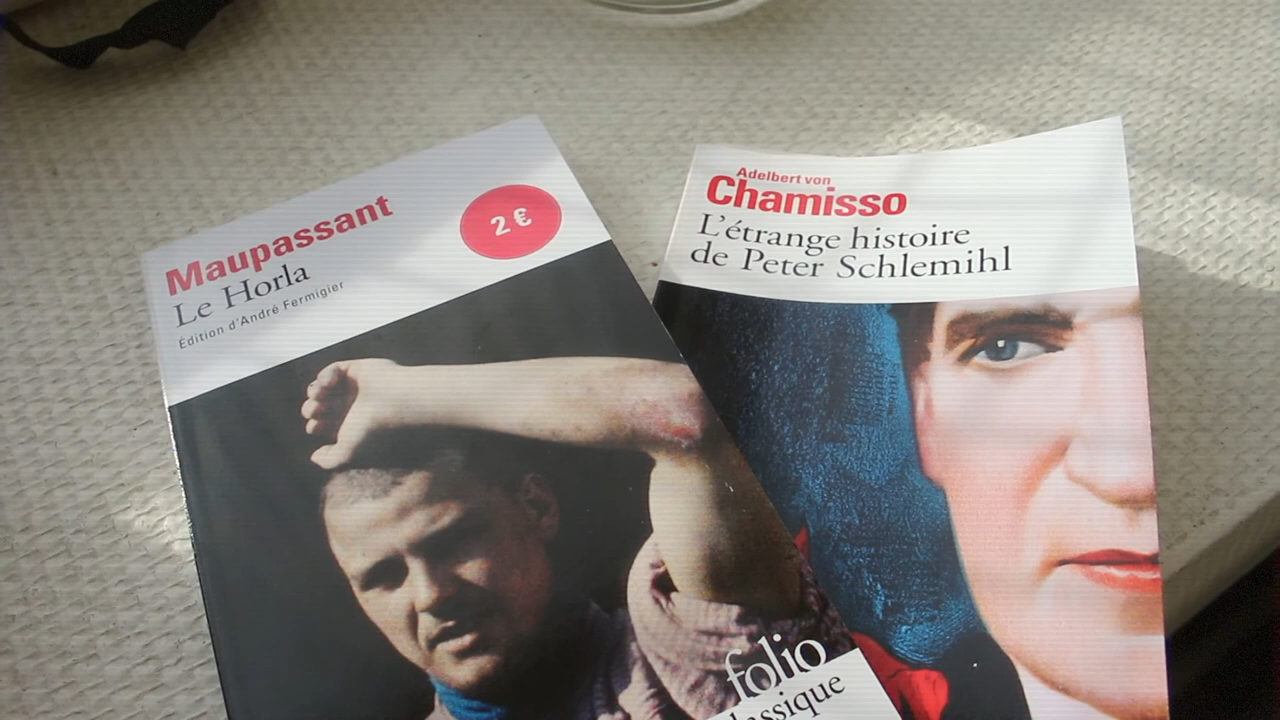 Maupassant
Le Horla
Édition d'André Fermigier
2 €
folio
Adelbert von
Chamisso
L'étrange histoire
de Peter Schlemihl